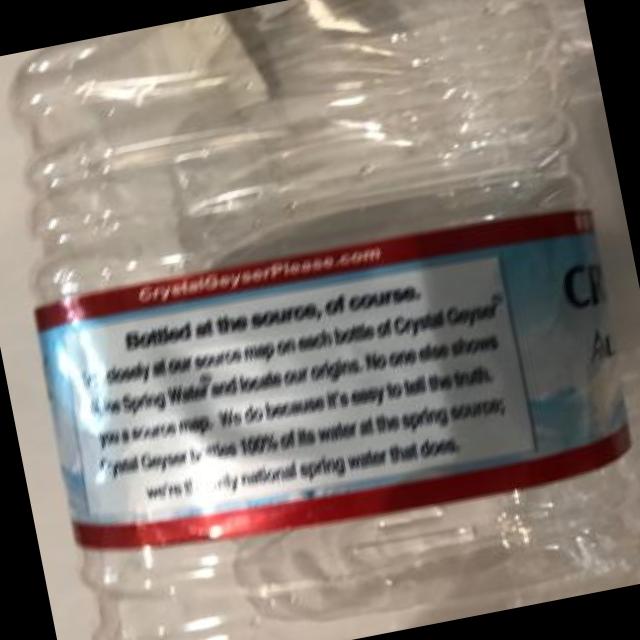 CrystalGeyserPlease.com
Bottled at the source, of course.
closely at our source map on each bottle of Crystal Geyser®
Spring Water® and locate our origins. No one else shows
you a source map. We do because it's easy to tell the truth.
Crystal Geyser 100% of its water at the spring source;
we're national spring water that does.
CR